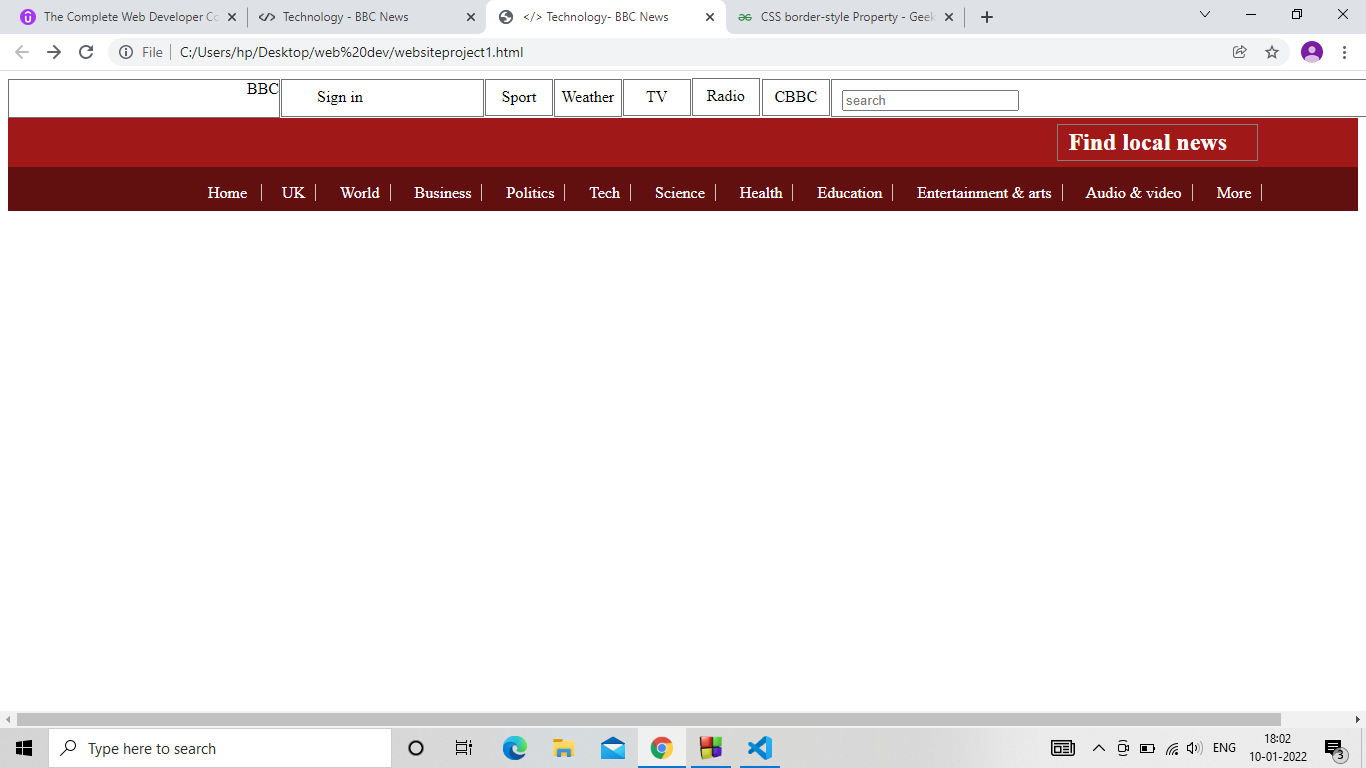 The Complete Web Developer Co
Technology - BBC News
</> Technology- BBC News
CSS border-style Property - Geek
File
C:/Users/hp/Desktop/web%20dev/websiteproject1.html
BBC
Sign in
Sport
Weather
TV
Radio
CBBC
search
Find local news
Home
UK
World
Business
Politics
Tech
Science
Health
Education
Entertainment & arts
Audio & video
More
Type here to search
ENG
18:02
10-01-2022
3